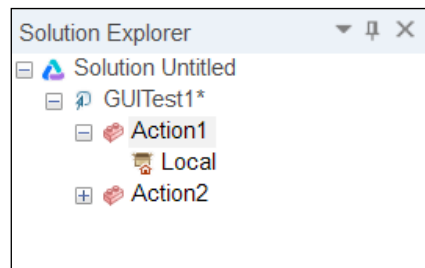 Solution Explorer
Solution Untitled
GUITest1*
Action1
Local
Action2